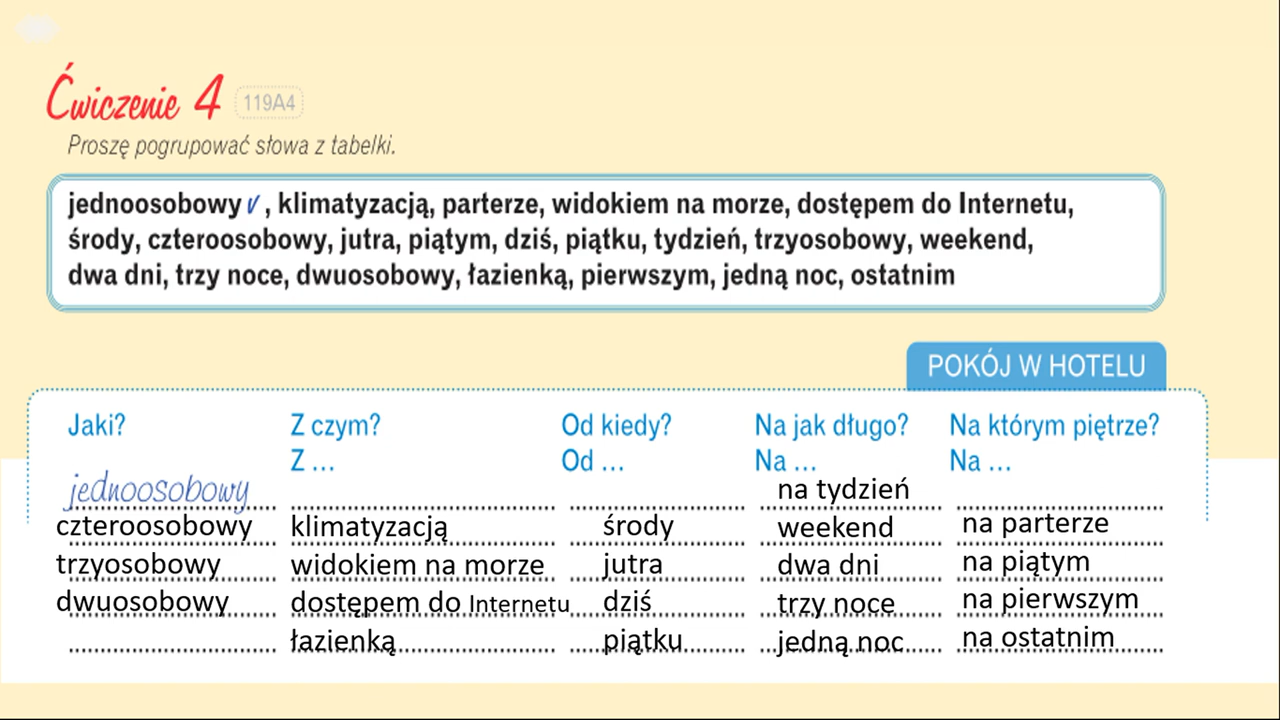 Ćwiczenie 4 119A4
Proszę pogrupować słowa z tabelki.
jednoosobowy ✓, klimatyzacją, parterze, widokiem na morze, dostępem do Internetu,
środy, czteroosobowy, jutra, piątym, dziś, piątku, tydzień, trzyosobowy, weekend,
dwa dni, trzy noce, dwuosobowy, łazienką, pierwszym, jedną noc, ostatnim
POKÓJ W HOTELU
Jaki? Z czym? Od kiedy? Na jak długo? Na którym piętrze?
Z ... Od ... Na ... Na ...
jednoosobowy na tydzień
czteroosobowy klimatyzacją środy weekend na parterze
trzyosobowy widokiem na morze jutra dwa dni na piątym
dwuosobowy dostępem do Internetu dziś trzy noce na pierwszym
łazienką piątku jedną noc na ostatnim